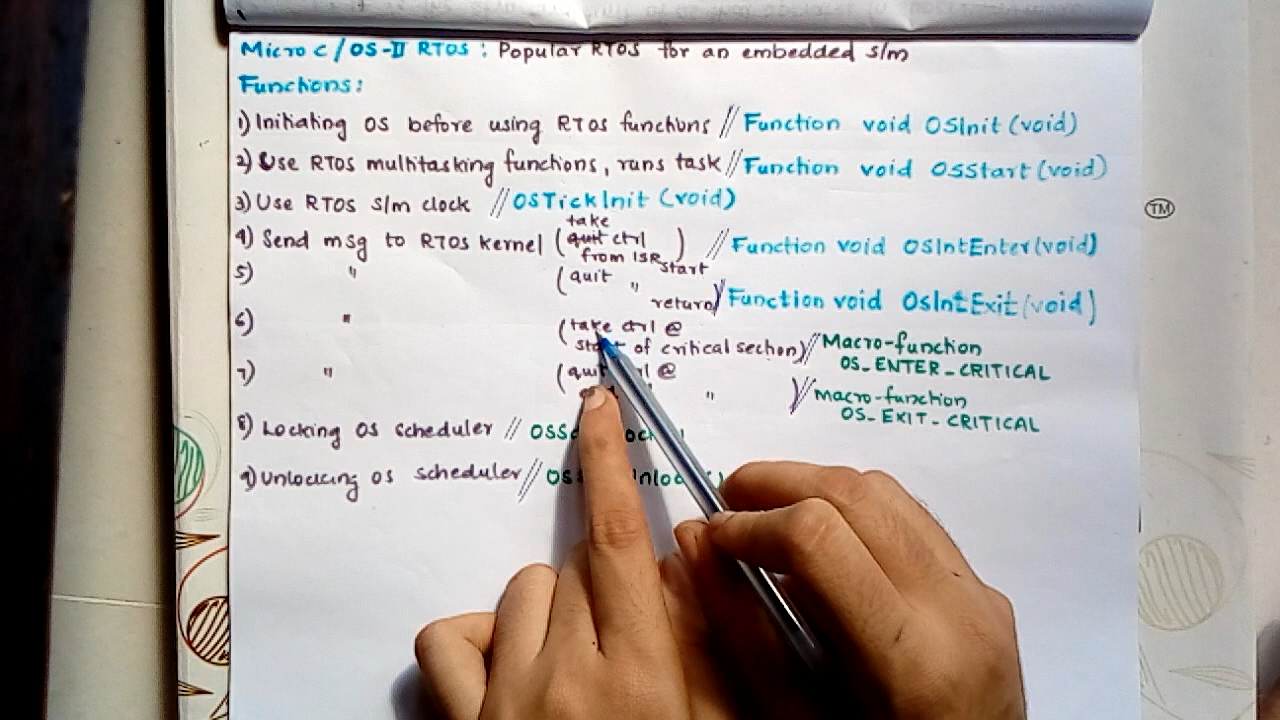 Micro C/OS-II RTOS : Popular RTOS for an embedded s/m
Functions:
1) Initiating OS before using RTOS functions // Function void OSInit (void)
2) Use RTOS multitasking functions, runs task // Function void OSStart (void)
3) Use RTOS s/m clock // OSTickInit (void)
take
4) Send msg to RTOS kernel (quit ctrl) // Function void OSIntEnter (void)
from ISR start
5) " (quit "
return) // Function void OSIntExit (void)
6) " (take ctrl @
of critical section) // Macro-function
OS_ENTER_CRITICAL
7) " ( @
" ) // Macro-function
OS_EXIT_CRITICAL
8) Locking OS scheduler //
9) Unlocking OS scheduler //
TM